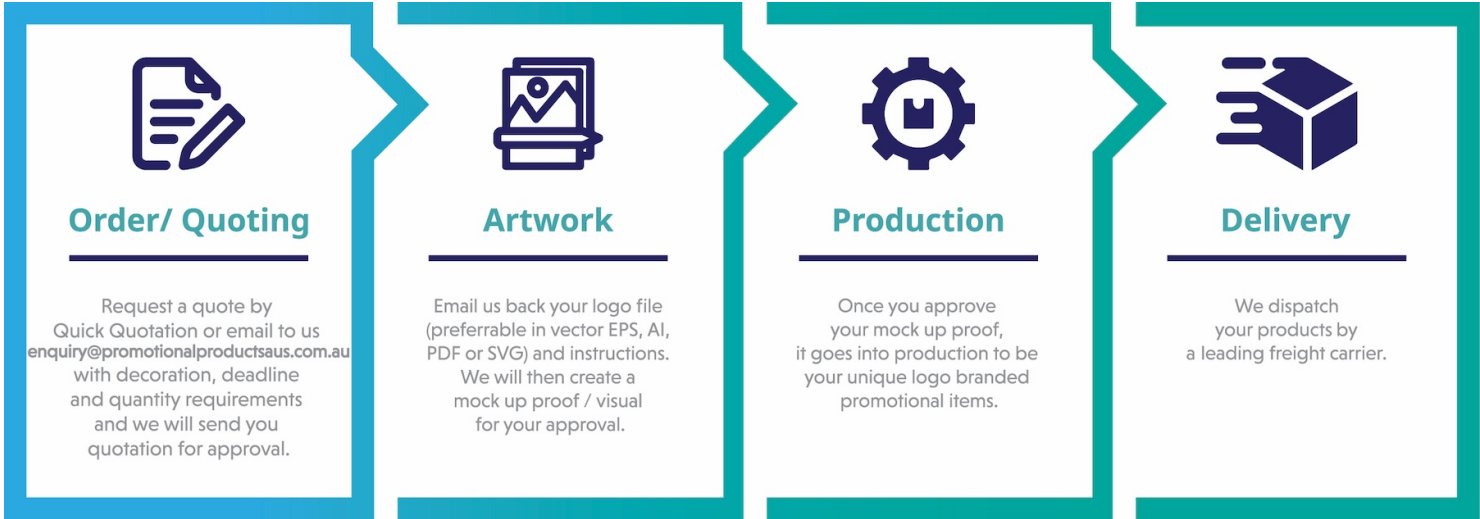 Order/ Quoting
Request a quote by
Quick Quotation or email to us
enquiry@promotionalproductsaus.com.au
with decoration, deadline
and quantity requirements
and we will send you
quotation for approval.
Artwork
Email us back your logo file
(preferrable in vector EPS, AI,
PDF or SVG) and instructions.
We will then create a
mock up proof / visual
for your approval.
Production
Once you approve
your mock up proof,
it goes into production to be
your unique logo branded
promotional items.
Delivery
We dispatch
your products by
a leading freight carrier.